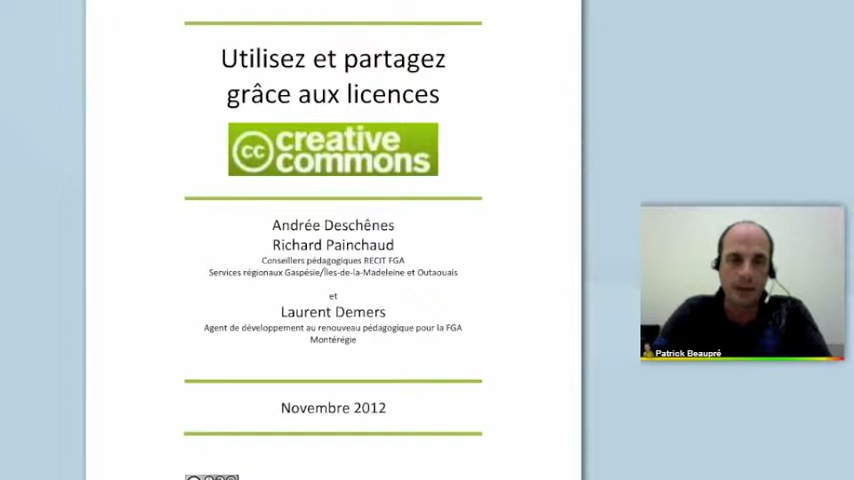 Utilisez et partagez
grâce aux licences
cc creative
commons
Andrée Deschênes
Richard Painchaud
Conseillers pédagogiques RECIT FGA
Services régionaux Gaspésie/Îles-de-la-Madeleine et Outaouais
et
Laurent Demers
Agent de développement au renouveau pédagogique pour la FGA
Montérégie
Patrick Beaupré
Novembre 2012